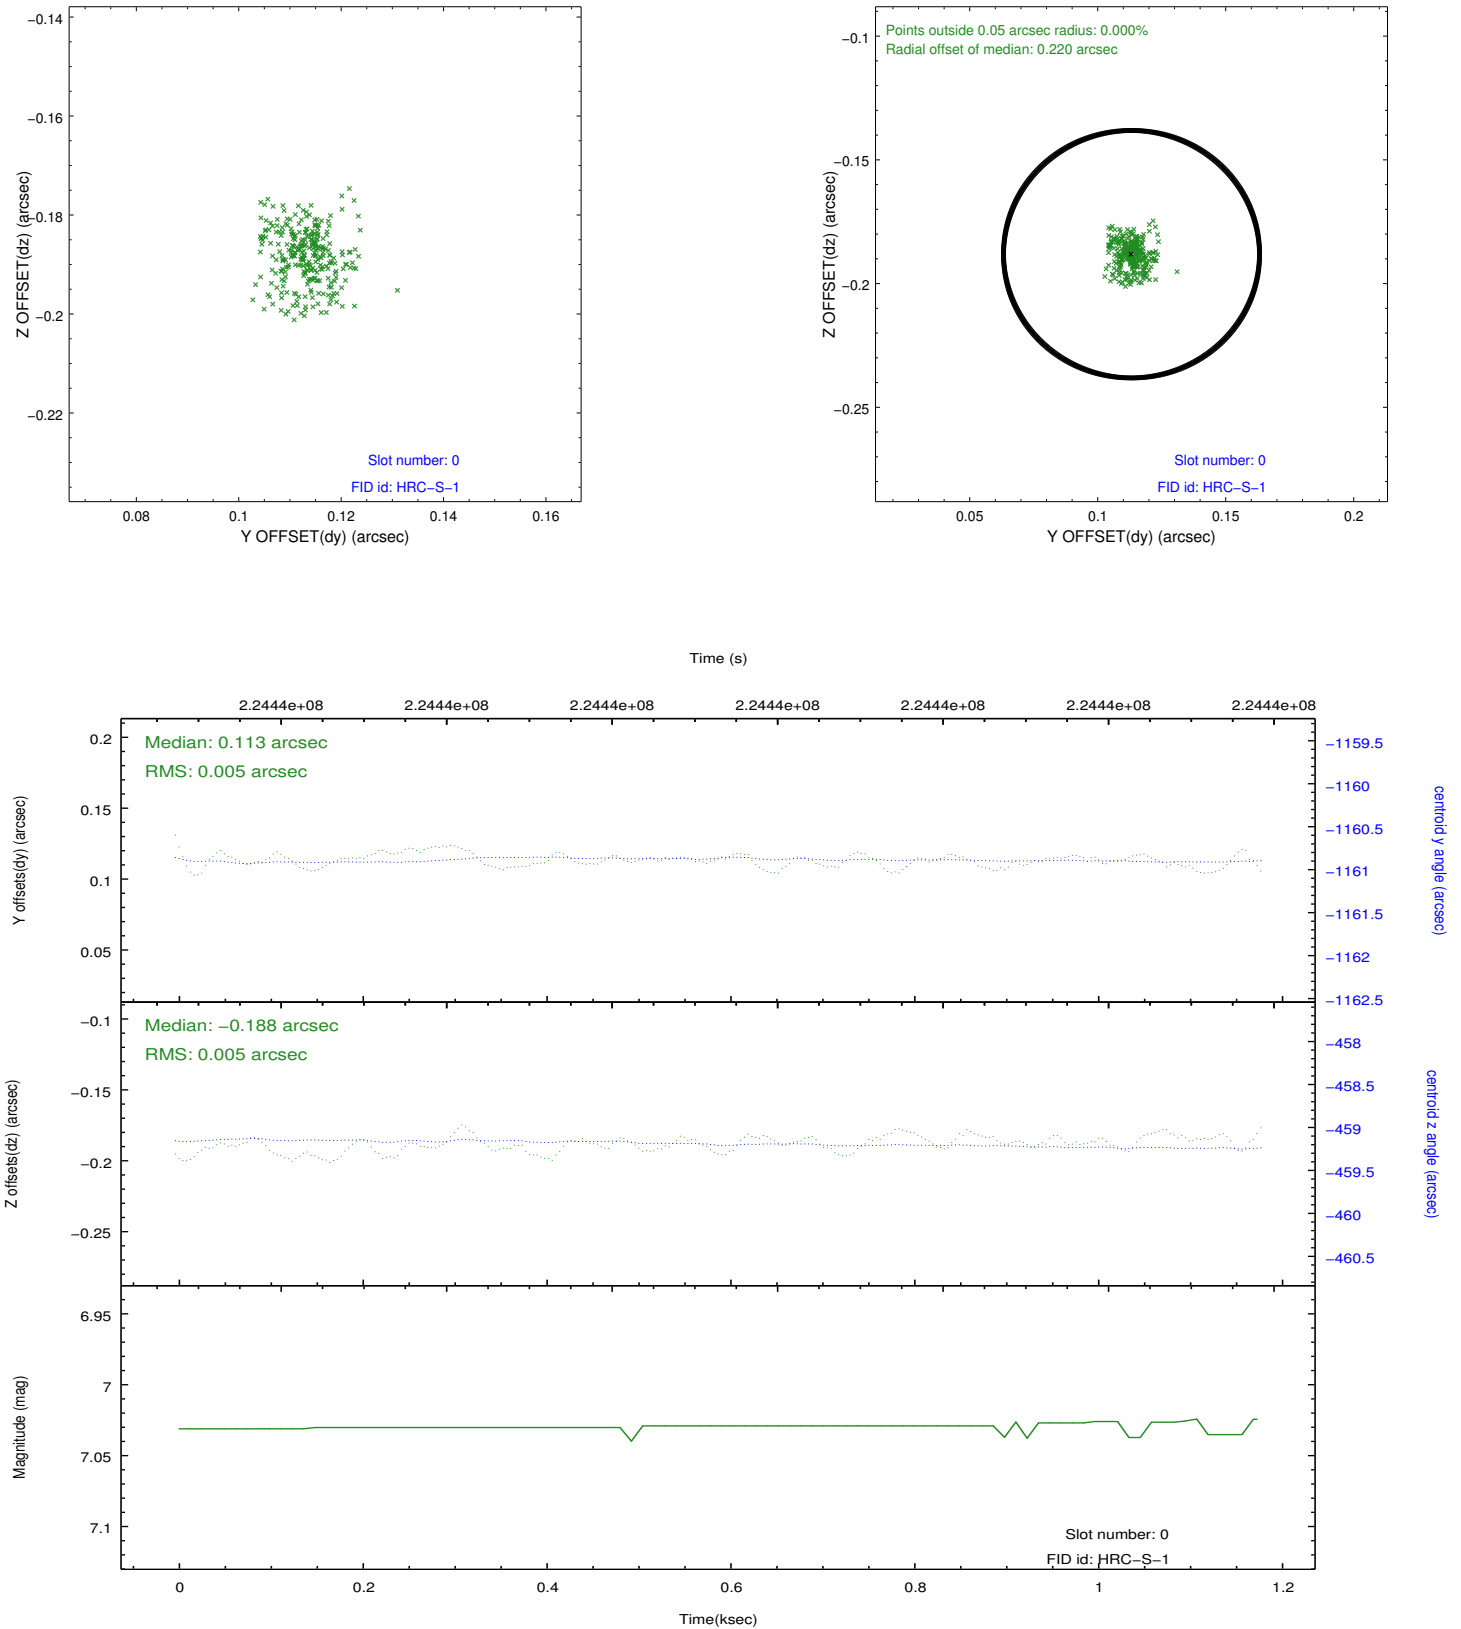 −0.14
−0.16
−0.18
−0.2
−0.22
Z OFFSET(dz) (arcsec)
Slot number: 0
FID id: HRC−S−1
0.08 0.1 0.12 0.14 0.16
Y OFFSET(dy) (arcsec)
Points outside 0.05 arcsec radius: 0.000%
Radial offset of median: 0.220 arcsec
−0.1
−0.15
−0.2
−0.25
Z OFFSET(dz) (arcsec)
Slot number: 0
FID id: HRC−S−1
0.05 0.1 0.15 0.2
Y OFFSET(dy) (arcsec)
Time (s)
2.2444e+08 2.2444e+08 2.2444e+08 2.2444e+08 2.2444e+08 2.2444e+08 2.2444e+08
Median: 0.113 arcsec
RMS: 0.005 arcsec
0.2
0.15
0.1
0.05
Y offsets(dy) (arcsec)
−1159.5
−1160
−1160.5
−1161
−1161.5
−1162
−1162.5
centroid y angle (arcsec)
Median: −0.188 arcsec
RMS: 0.005 arcsec
−0.1
−0.15
−0.2
−0.25
Z offsets(dz) (arcsec)
−458
−458.5
−459
−459.5
−460
−460.5
centroid z angle (arcsec)
6.95
7
7.05
7.1
Magnitude (mag)
Slot number: 0
FID id: HRC−S−1
0 0.2 0.4 0.6 0.8 1 1.2
Time(ksec)